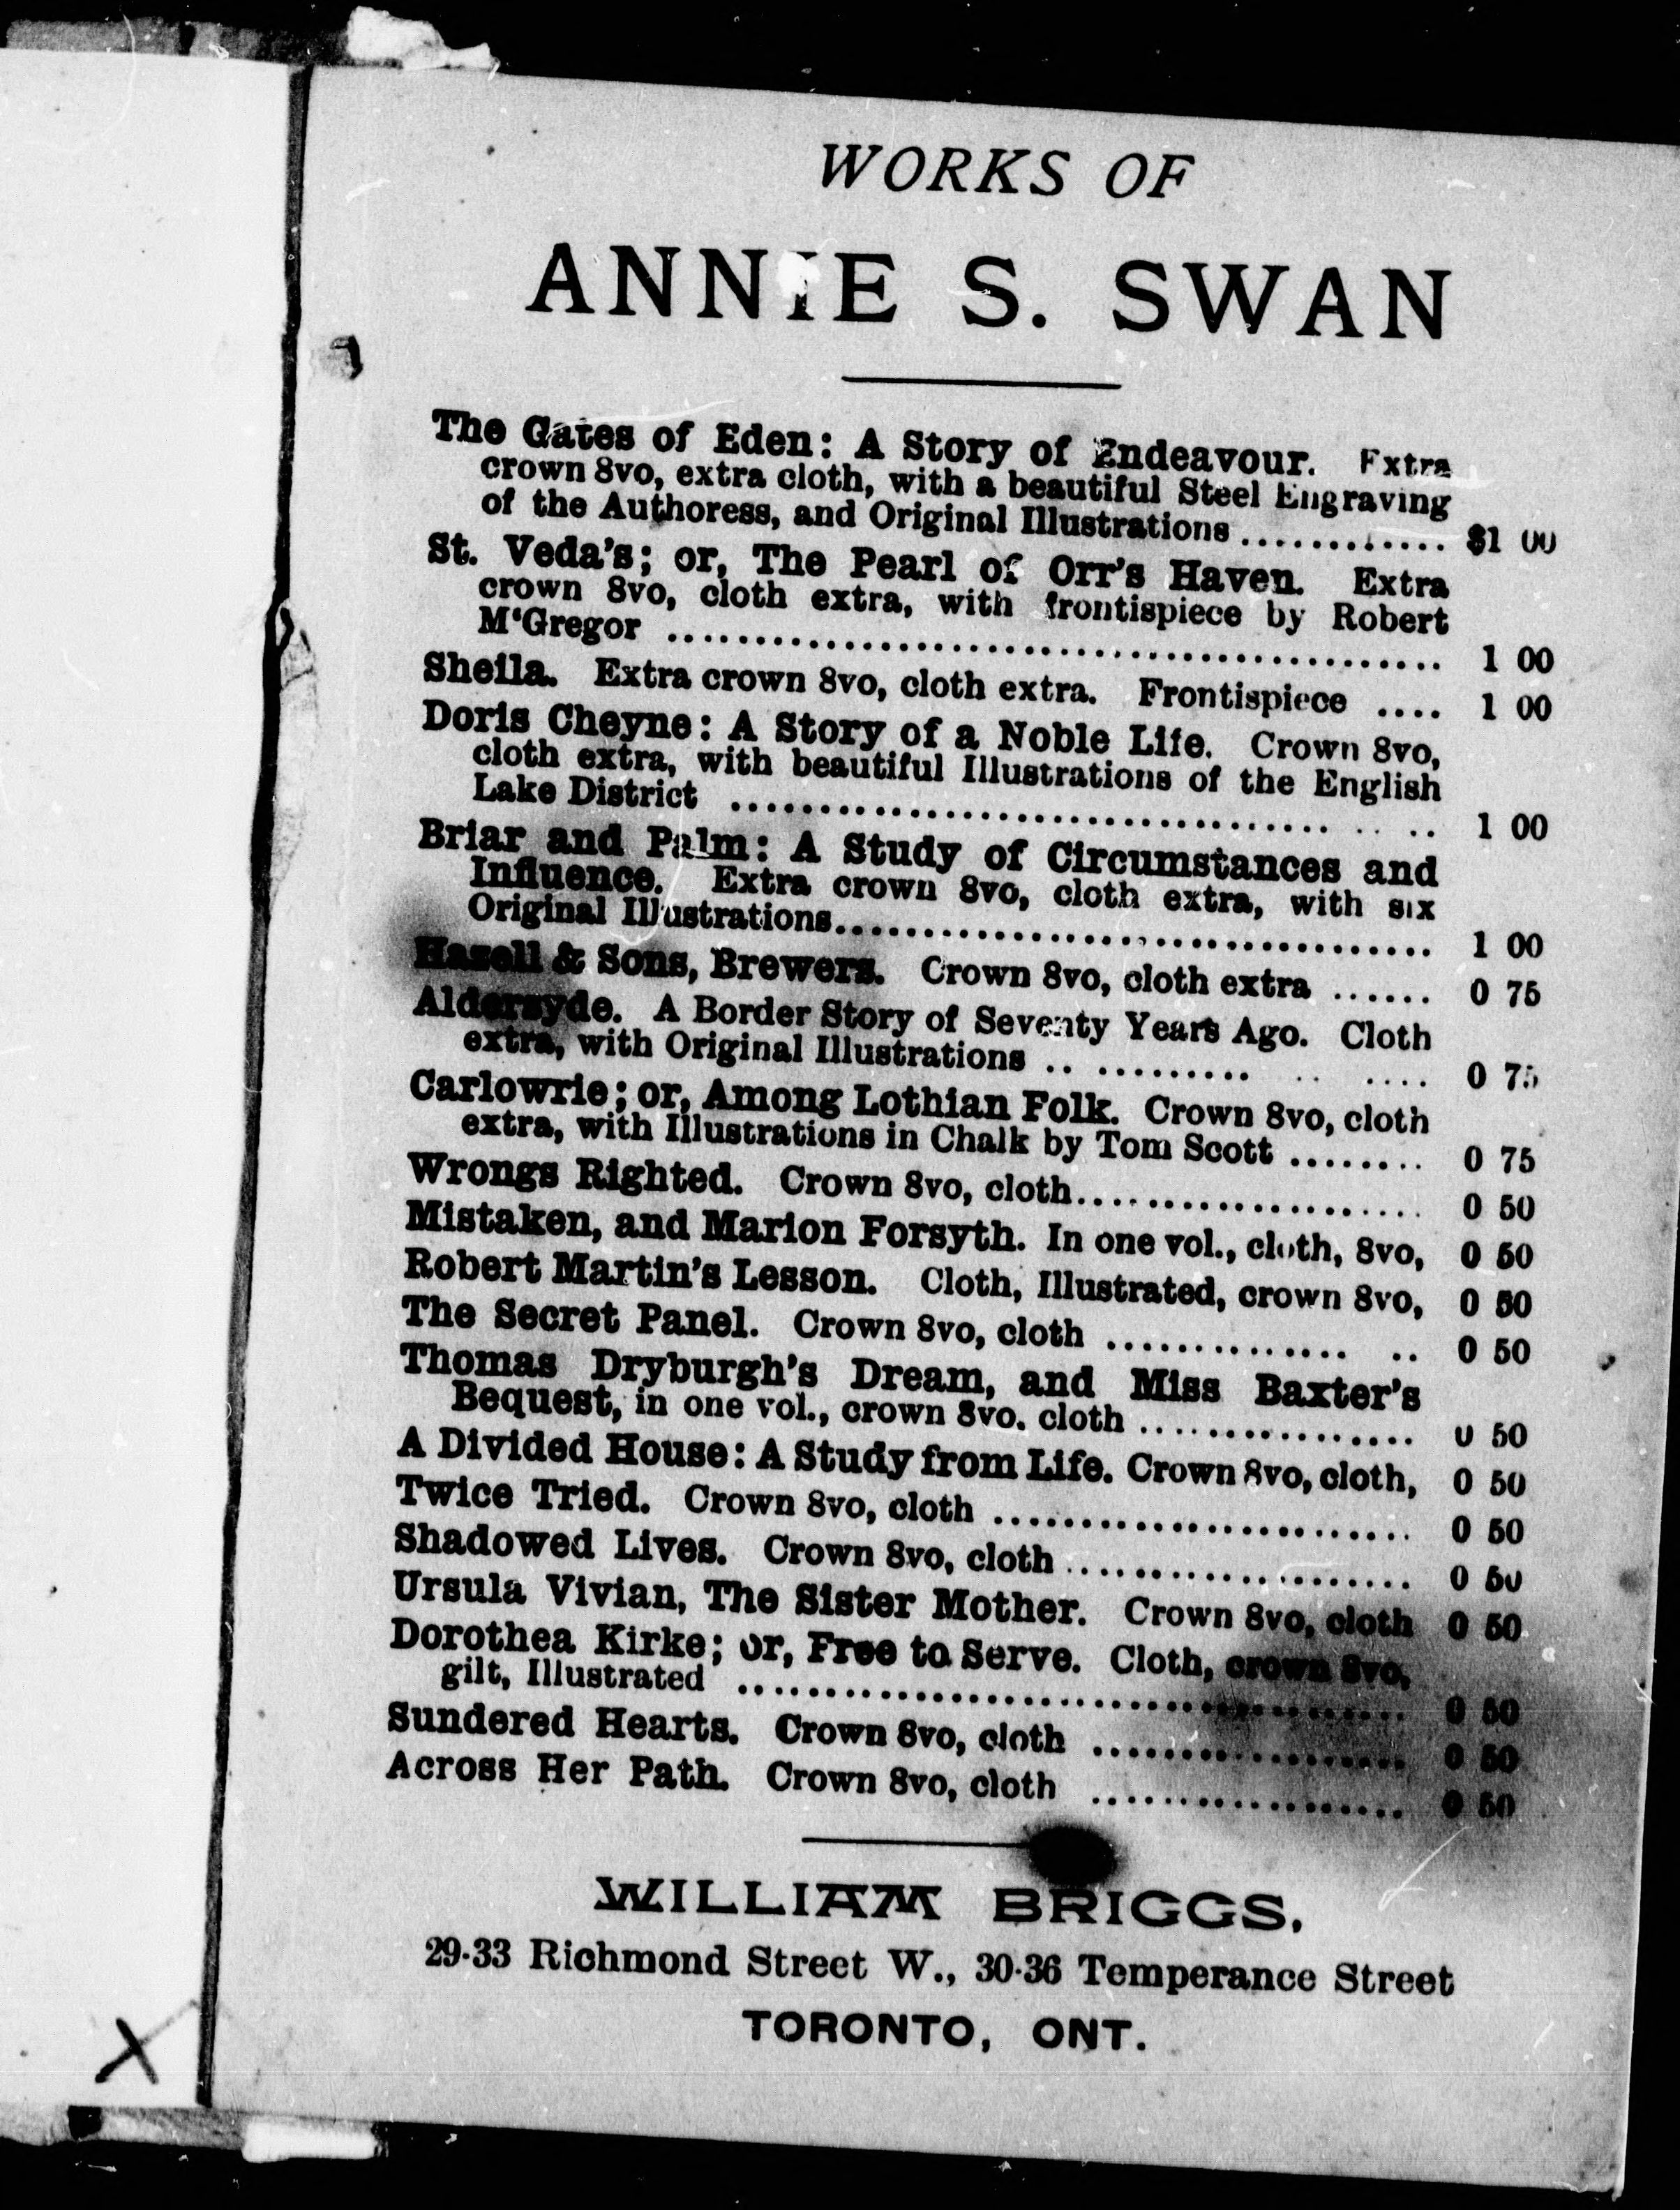 WORKS OF
ANNIE S. SWAN
The Gates of Eden: A Story of Endeavour. Extra
crown 8vo, extra cloth, with a beautiful Steel Engraving
of the Authoress, and Original Illustrations ............ $1 00
St. Veda's; or, The Pearl of Orr's Haven. Extra
crown 8vo, cloth extra, with frontispiece by Robert
M‘Gregor ............................................ 1 00
Sheila. Extra crown 8vo, cloth extra. Frontispiece .... 1 00
Doris Cheyne: A Story of a Noble Life. Crown 8vo,
cloth extra, with beautiful Illustrations of the English
Lake District .................................. .. .. 1 00
Briar and Palm: A Study of Circumstances and
Influence. Extra crown 8vo, cloth extra, with six
Original Illustrations.................................. 1 00
Hazell & Sons, Brewers. Crown 8vo, cloth extra ...... 0 75
Aldersyde. A Border Story of Seventy Years Ago. Cloth
extra, with Original Illustrations .. ......... .. .... 0 75
Carlowrie; or, Among Lothian Folk. Crown 8vo, cloth
extra, with Illustrations in Chalk by Tom Scott ........ 0 75
Wrongs Righted. Crown 8vo, cloth.................... 0 50
Mistaken, and Marion Forsyth. In one vol., cloth, 8vo, 0 50
Robert Martin's Lesson. Cloth, Illustrated, crown 8vo, 0 50
The Secret Panel. Crown 8vo, cloth .............. .. 0 50
Thomas Dryburgh's Dream, and Miss Baxter's
Bequest, in one vol., crown 8vo. cloth ................ 0 50
A Divided House: A Study from Life. Crown 8vo, cloth, 0 50
Twice Tried. Crown 8vo, cloth ........................ 0 50
Shadowed Lives. Crown 8vo, cloth .................... 0 50
Ursula Vivian, The Sister Mother. Crown 8vo, cloth 0 50
Dorothea Kirke; or, Free to Serve. Cloth, crown 8vo,
gilt, Illustrated ...................................... 0 50
Sundered Hearts. Crown 8vo, cloth .................. 0 50
Across Her Path. Crown 8vo, cloth .................. 0 50
WILLIAM BRIGGS,
29-33 Richmond Street W., 30-36 Temperance Street
TORONTO, ONT.
X